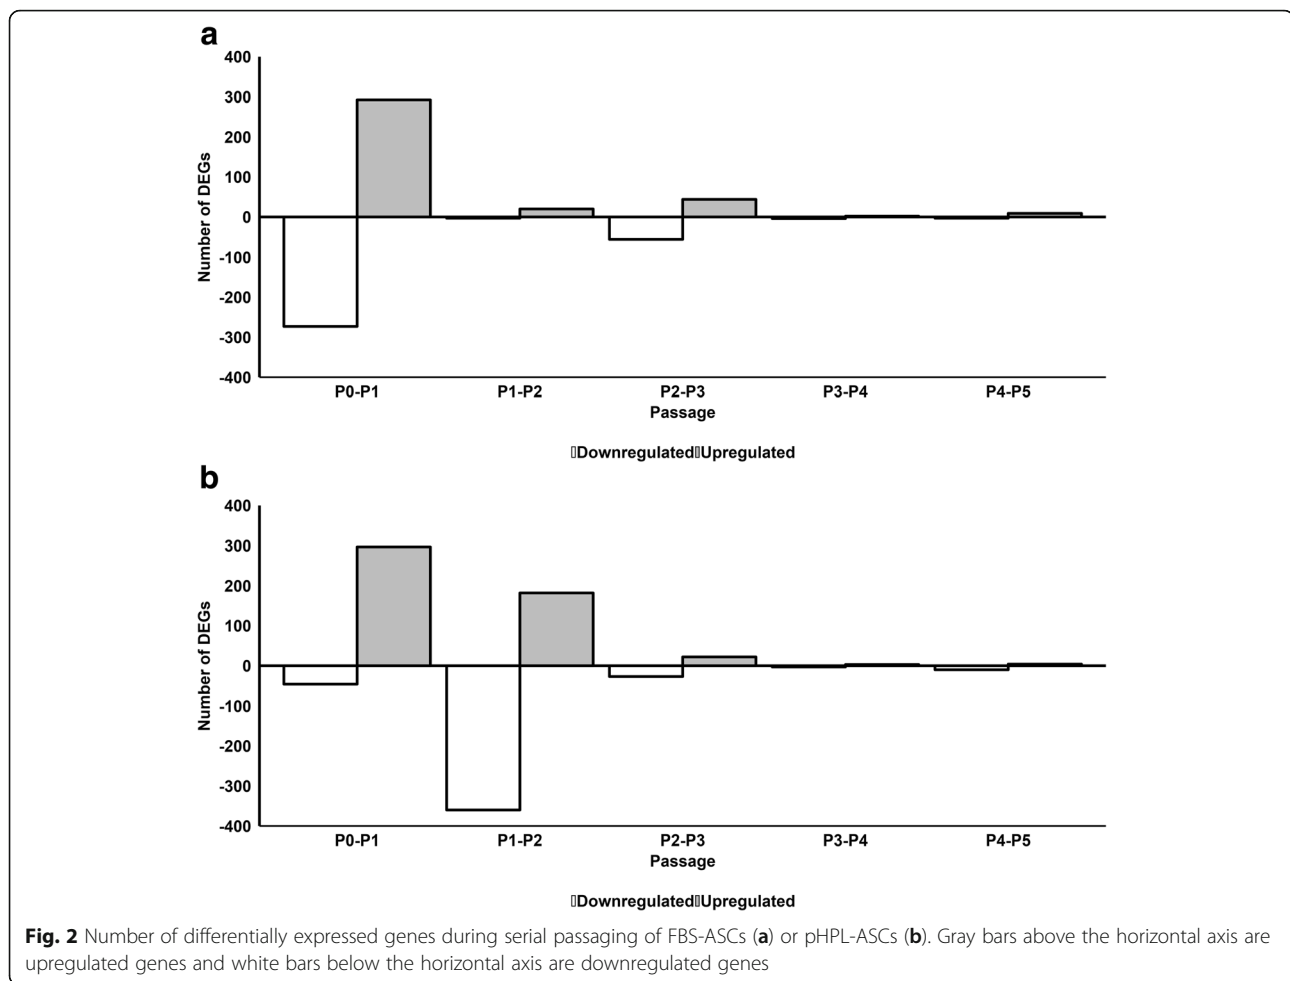 a
400
300
200
100
0
-100
-200
-300
-400
Number of DEGs
P0-P1 P1-P2 P2-P3 P3-P4 P4-P5
Passage
▯Downregulated▯Upregulated
b
400
300
200
100
0
-100
-200
-300
-400
Number of DEGs
P0-P1 P1-P2 P2-P3 P3-P4 P4-P5
Passage
▯Downregulated▯Upregulated
Fig. 2 Number of differentially expressed genes during serial passaging of FBS-ASCs (a) or pHPL-ASCs (b). Gray bars above the horizontal axis are
upregulated genes and white bars below the horizontal axis are downregulated genes